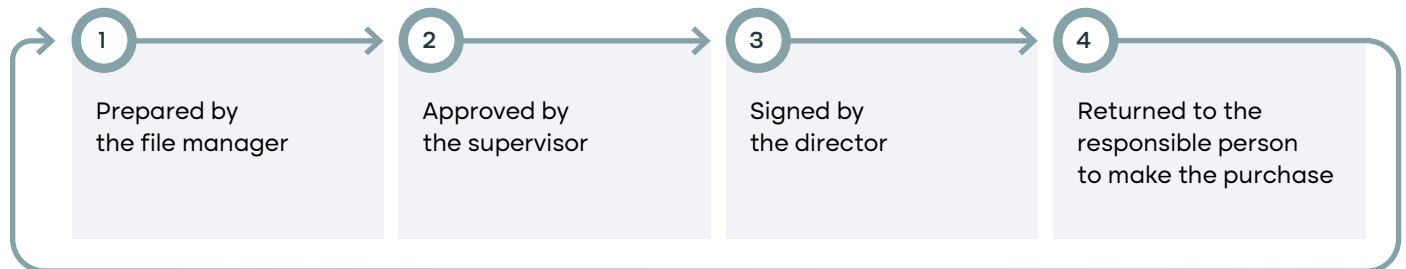 1
Prepared by
the file manager
2
Approved by
the supervisor
3
Signed by
the director
4
Returned to the
responsible person
to make the purchase